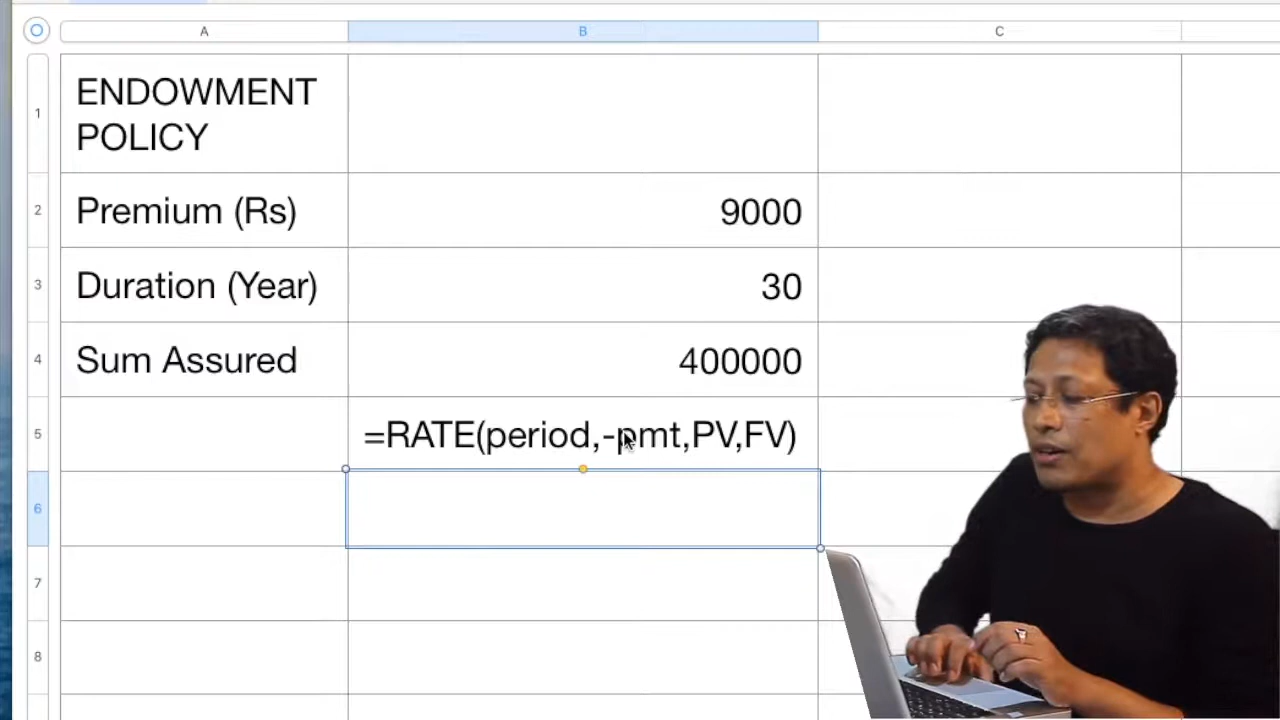 A B C
1 ENDOWMENT
POLICY
2 Premium (Rs) 9000
3 Duration (Year) 30
4 Sum Assured 400000
5 =RATE(period,-pmt,PV,FV)
6
7
8